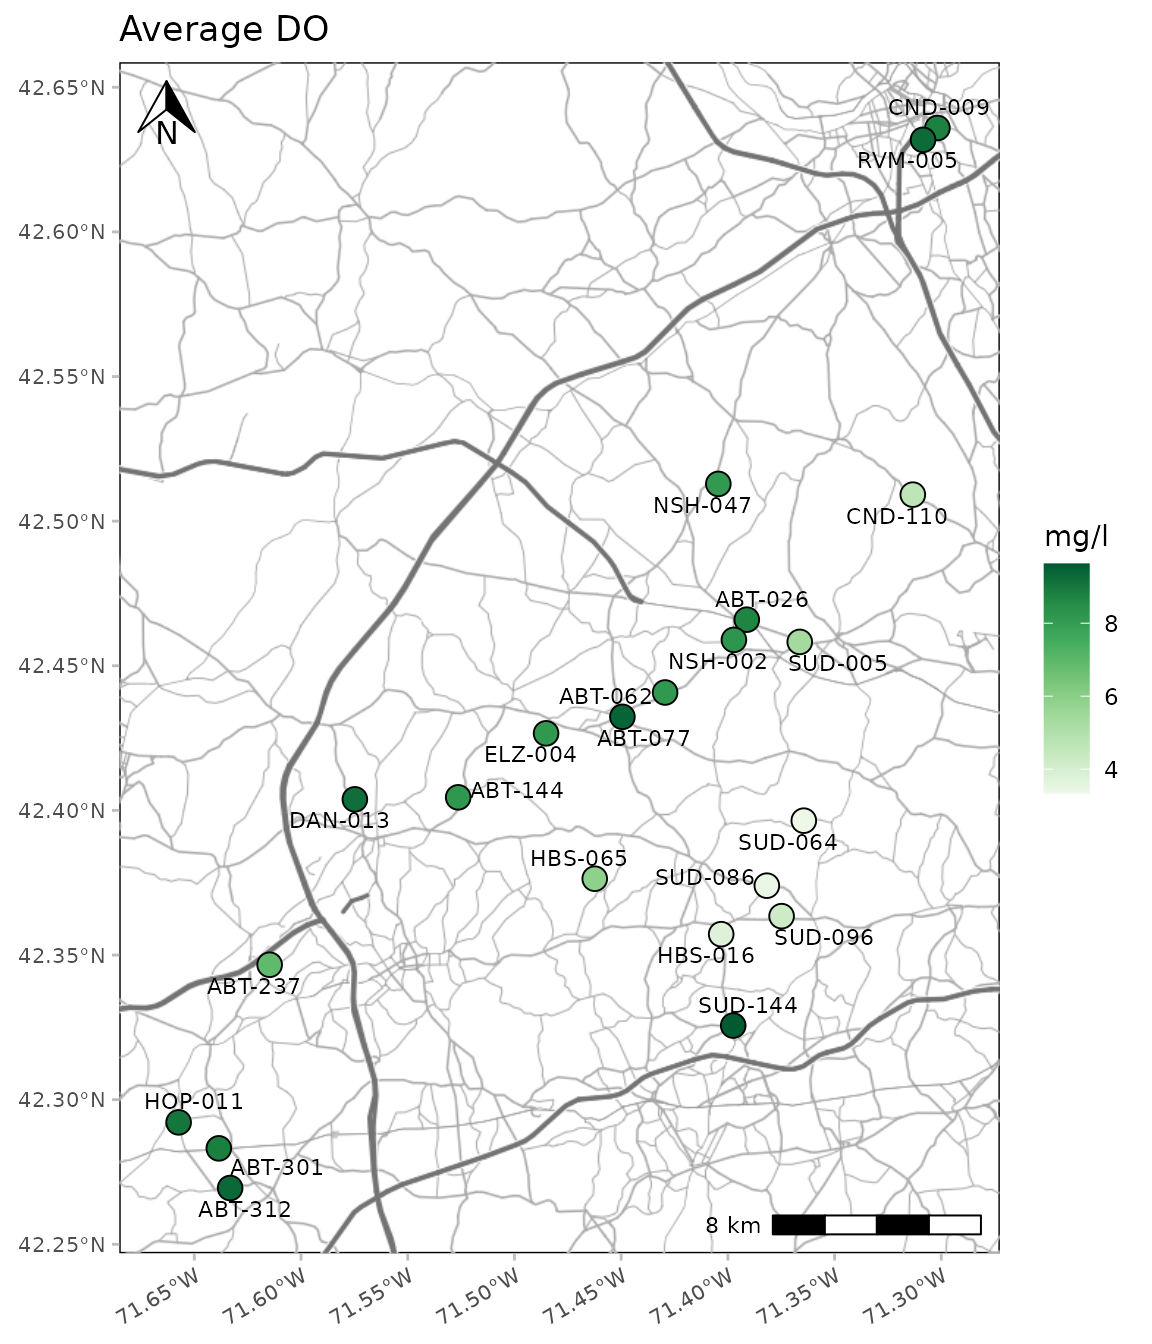 Average DO
42.65°N
42.60°N
42.55°N
42.50°N
42.45°N
42.40°N
42.35°N
42.30°N
42.25°N
N
CND-009
RVM-005
NSH-047
CND-110
ABT-026
NSH-002
SUD-005
ABT-062
ABT-077
ELZ-004
ABT-144
DAN-013
SUD-064
HBS-065
SUD-086
SUD-096
HBS-016
ABT-237
SUD-144
HOP-011
ABT-301
ABT-312
8 km
71.65°W
71.60°W
71.55°W
71.50°W
71.45°W
71.40°W
71.35°W
71.30°W
mg/l
8
6
4